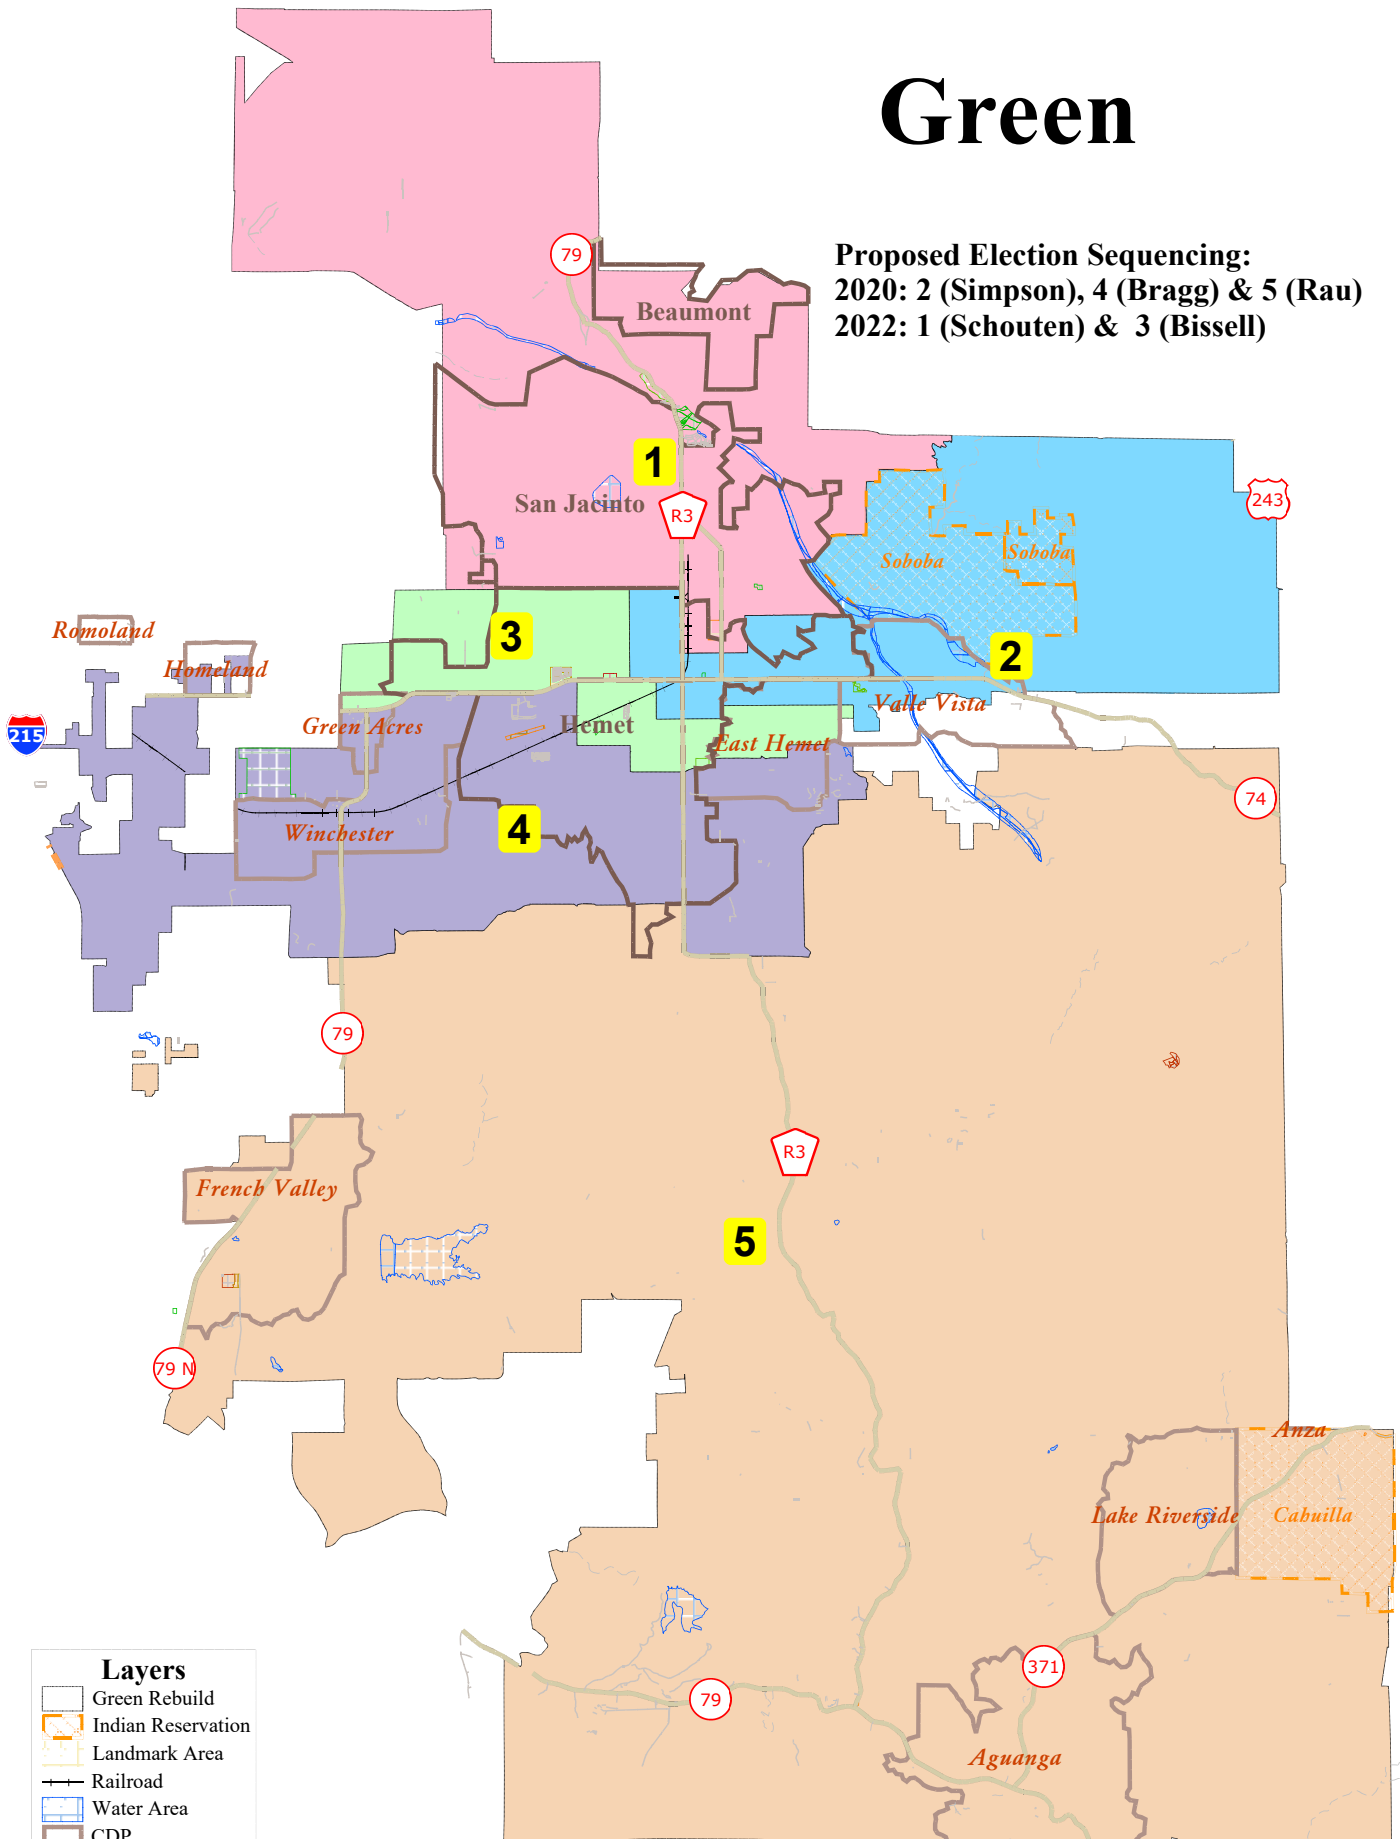 Green
Proposed Election Sequencing:
2020: 2 (Simpson), 4 (Bragg) & 5 (Rau)
2022: 1 (Schouten) & 3 (Bissell)
79
Beaumont
1
San Jacinto
R3
243
Soboba
Soboba
Romoland
3
Homeland
2
Green Acres
Hemet
Valle Vista
East Hemet
215
74
Winchester
4
79
R3
French Valley
5
79 N
Anza
Lake Riverside
Cahuilla
371
79
Aguanga
Layers
Green Rebuild
Indian Reservation
Landmark Area
Railroad
Water Area
CDP